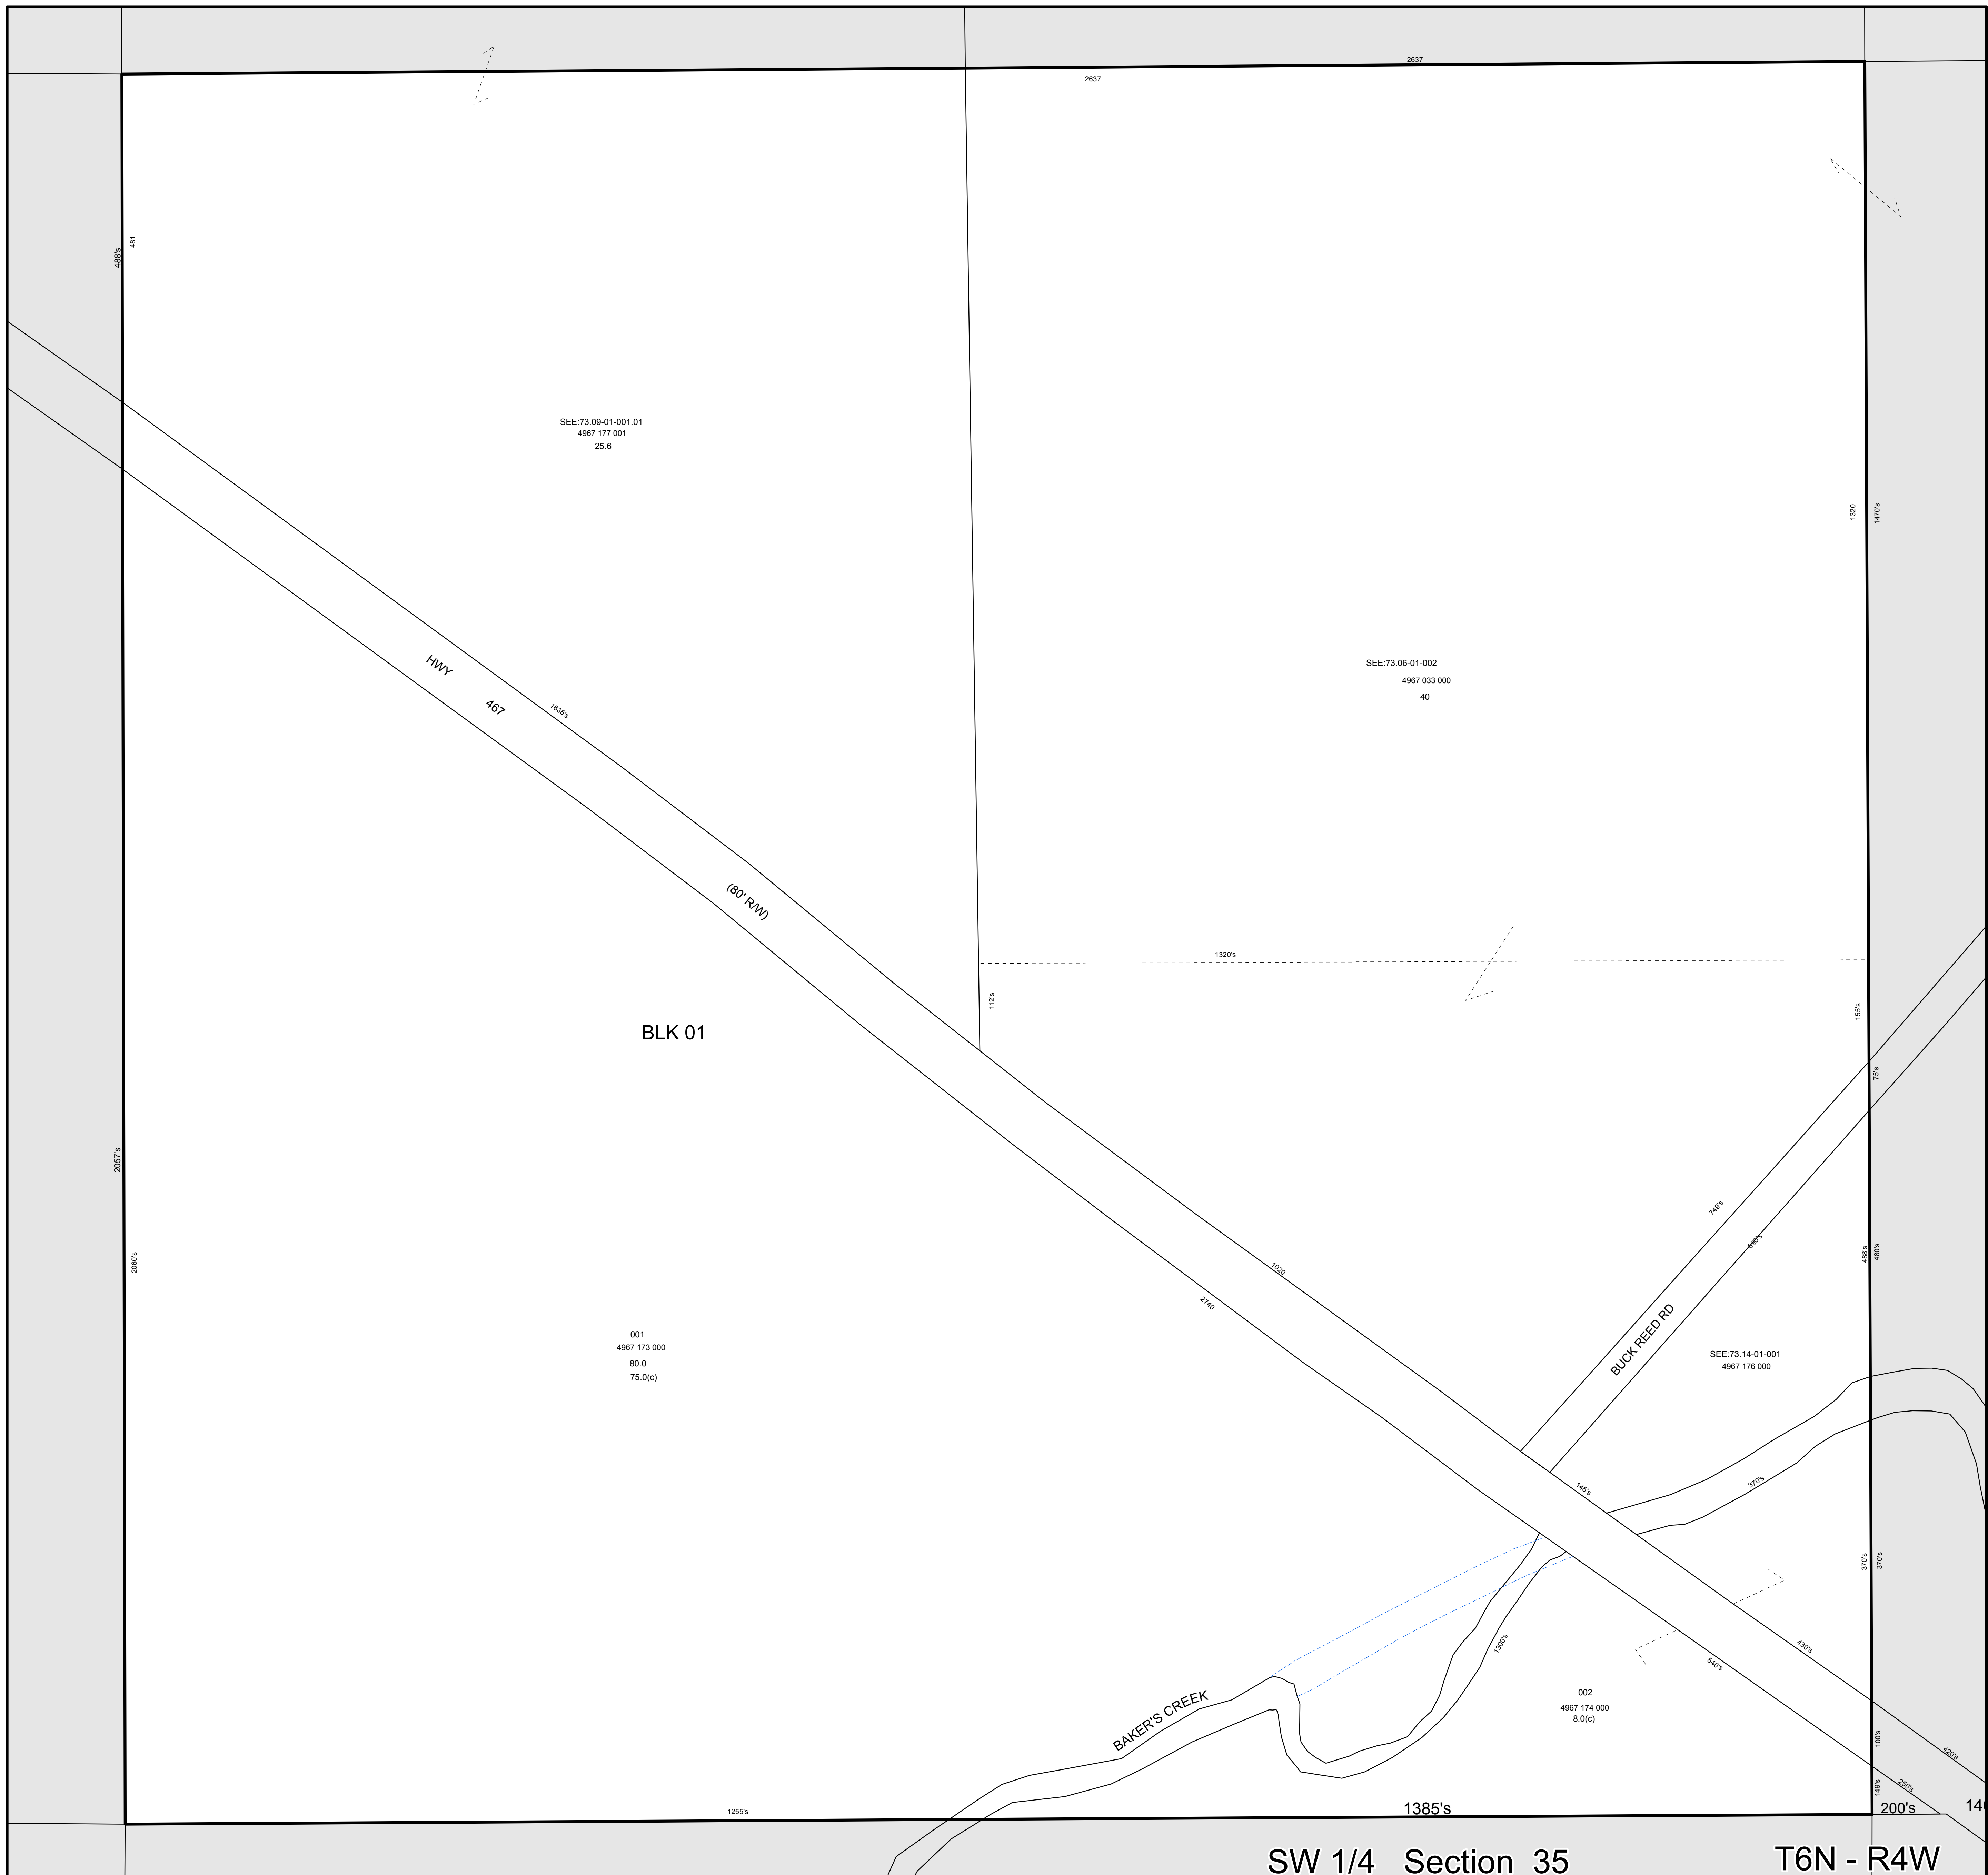 2637
2637
488's
481
SEE:73.09-01-001.01
4967 177 001
25.6
1320
1470's
HWY 467
1635's
SEE:73.06-01-002
4967 033 000
40
(80' R/W)
1320's
112's
155's
BLK 01
75's
2057's
2060's
749's
690's
488's
480's
1020
2740
BUCK REED RD
001
4967 173 000
80.0
75.0(c)
SEE:73.14-01-001
4967 176 000
145's
370's
370's
370's
1300's
430's
540's
002
4967 174 000
8.0(c)
BAKER'S CREEK
100's
420's
149's
250's
1255's
1385's
200's
SW 1/4 Section 35
T6N - R4W